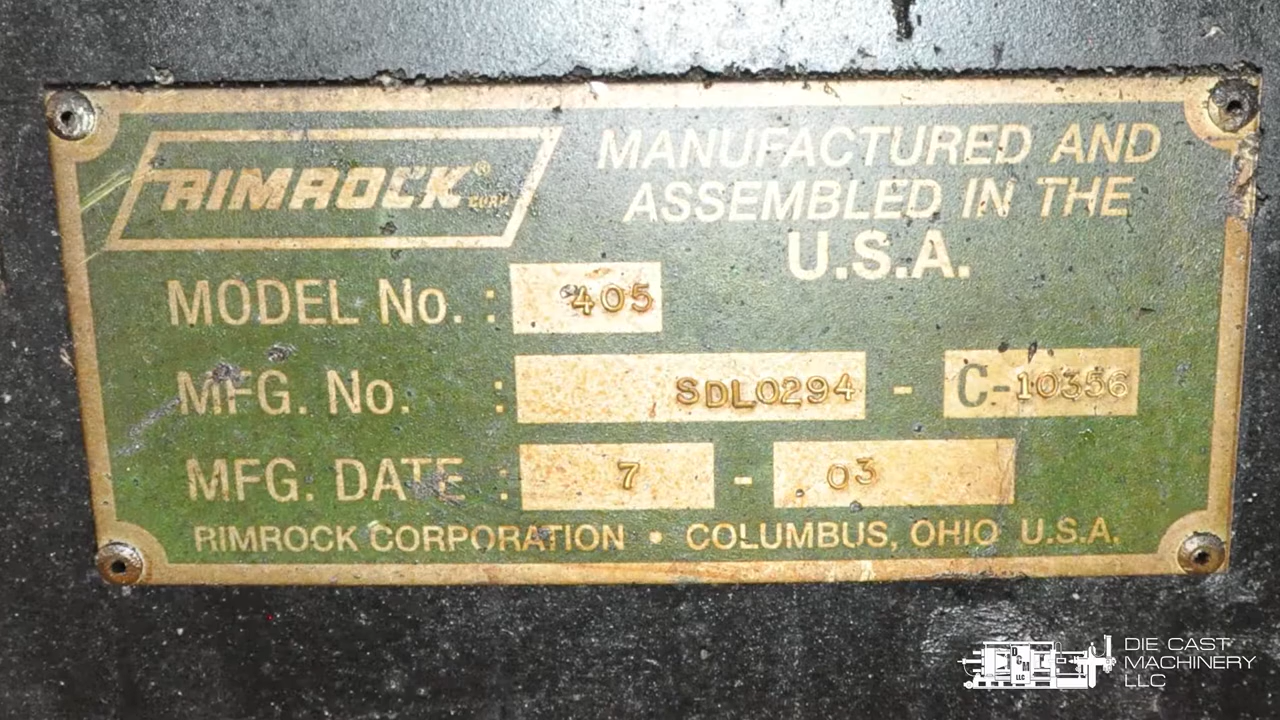 RIMROCK® CORP.
MANUFACTURED AND
ASSEMBLED IN THE
U.S.A.
MODEL No. : 405
MFG. No. : SDL0294 - C-10356
MFG. DATE : 7 - 03
RIMROCK CORPORATION • COLUMBUS, OHIO U.S.A.
DIE CAST
MACHINERY
LLC